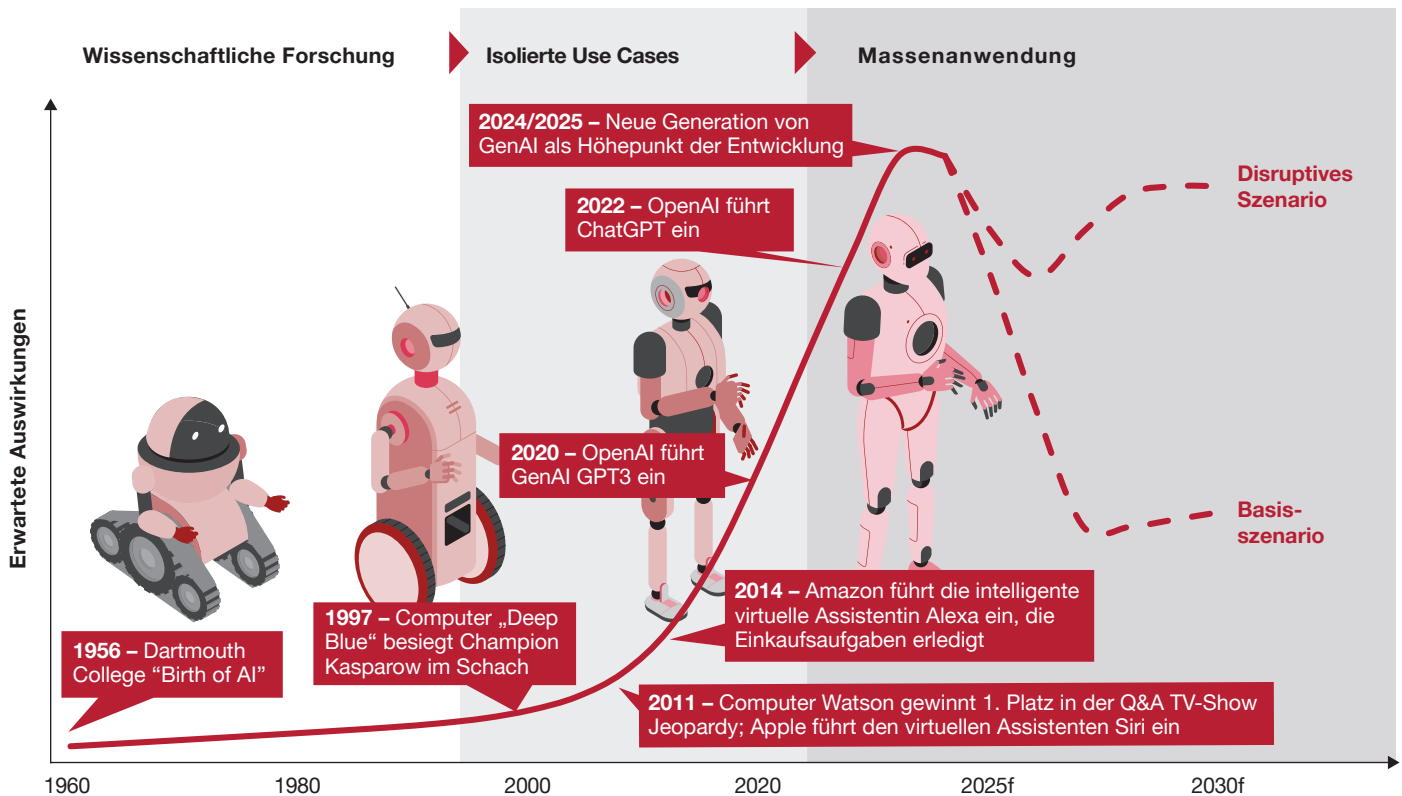 Wissenschaftliche Forschung
Isolierte Use Cases
Massenanwendung
Erwartete Auswirkungen
2024/2025 – Neue Generation von
GenAI als Höhepunkt der Entwicklung
Disruptives
Szenario
2022 – OpenAI führt
ChatGPT ein
2020 – OpenAI führt
GenAI GPT3 ein
Basis-
szenario
2014 – Amazon führt die intelligente
virtuelle Assistentin Alexa ein, die
Einkaufsaufgaben erledigt
1997 – Computer „Deep
Blue“ besiegt Champion
Kasparow im Schach
1956 – Dartmouth
College “Birth of AI”
2011 – Computer Watson gewinnt 1. Platz in der Q&A TV-Show
Jeopardy; Apple führt den virtuellen Assistenten Siri ein
1960
1980
2000
2020
2025f
2030f